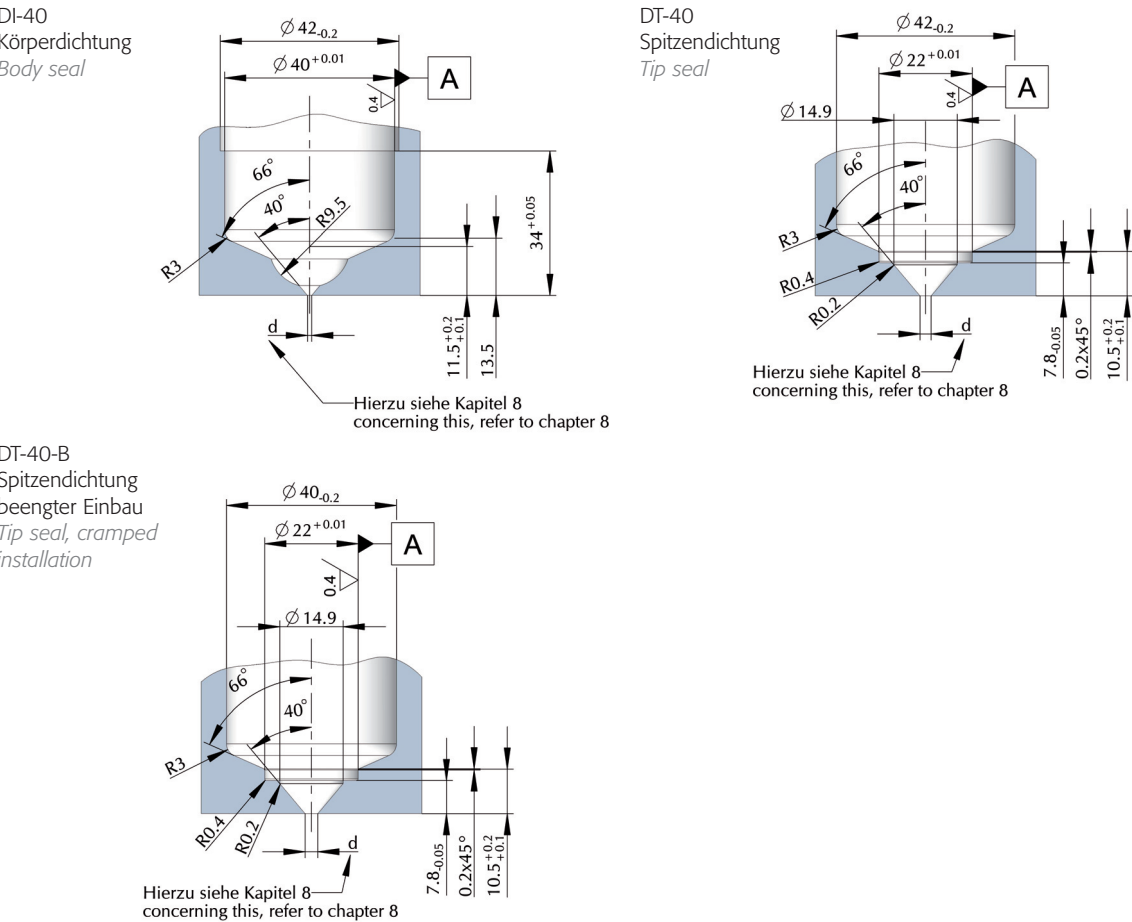 DI-40
Körperdichtung
Body seal
∅ 42-0.2
∅ 40+0.01
A
0.4
66°
40°
R9.5
R3
34+0.05
d
11.5+0.2 +0.1
13.5
Hierzu siehe Kapitel 8
concerning this, refer to chapter 8
DT-40
Spitzendichtung
Tip seal
∅ 42-0.2
∅ 22+0.01
A
0.4
∅ 14.9
66°
40°
R3
R0.4
R0.2
d
7.8-0.05
0.2x45°
10.5+0.2 +0.1
Hierzu siehe Kapitel 8
concerning this, refer to chapter 8
DT-40-B
Spitzendichtung
beengter Einbau
Tip seal, cramped
installation
∅ 40-0.2
∅ 22+0.01
A
0.4
∅ 14.9
66°
40°
R3
R0.4
R0.2
d
7.8-0.05
0.2x45°
10.5+0.2 +0.1
Hierzu siehe Kapitel 8
concerning this, refer to chapter 8